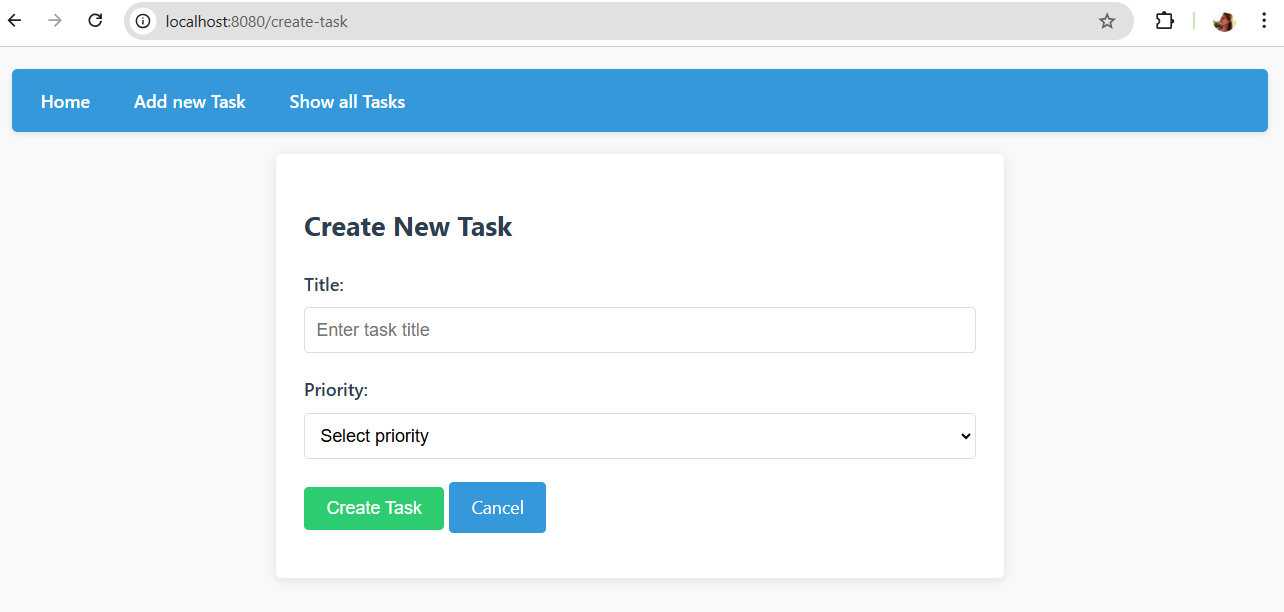 localhost:8080/create-task
Home Add new Task Show all Tasks
Create New Task
Title:
Enter task title
Priority:
Select priority
Create Task Cancel